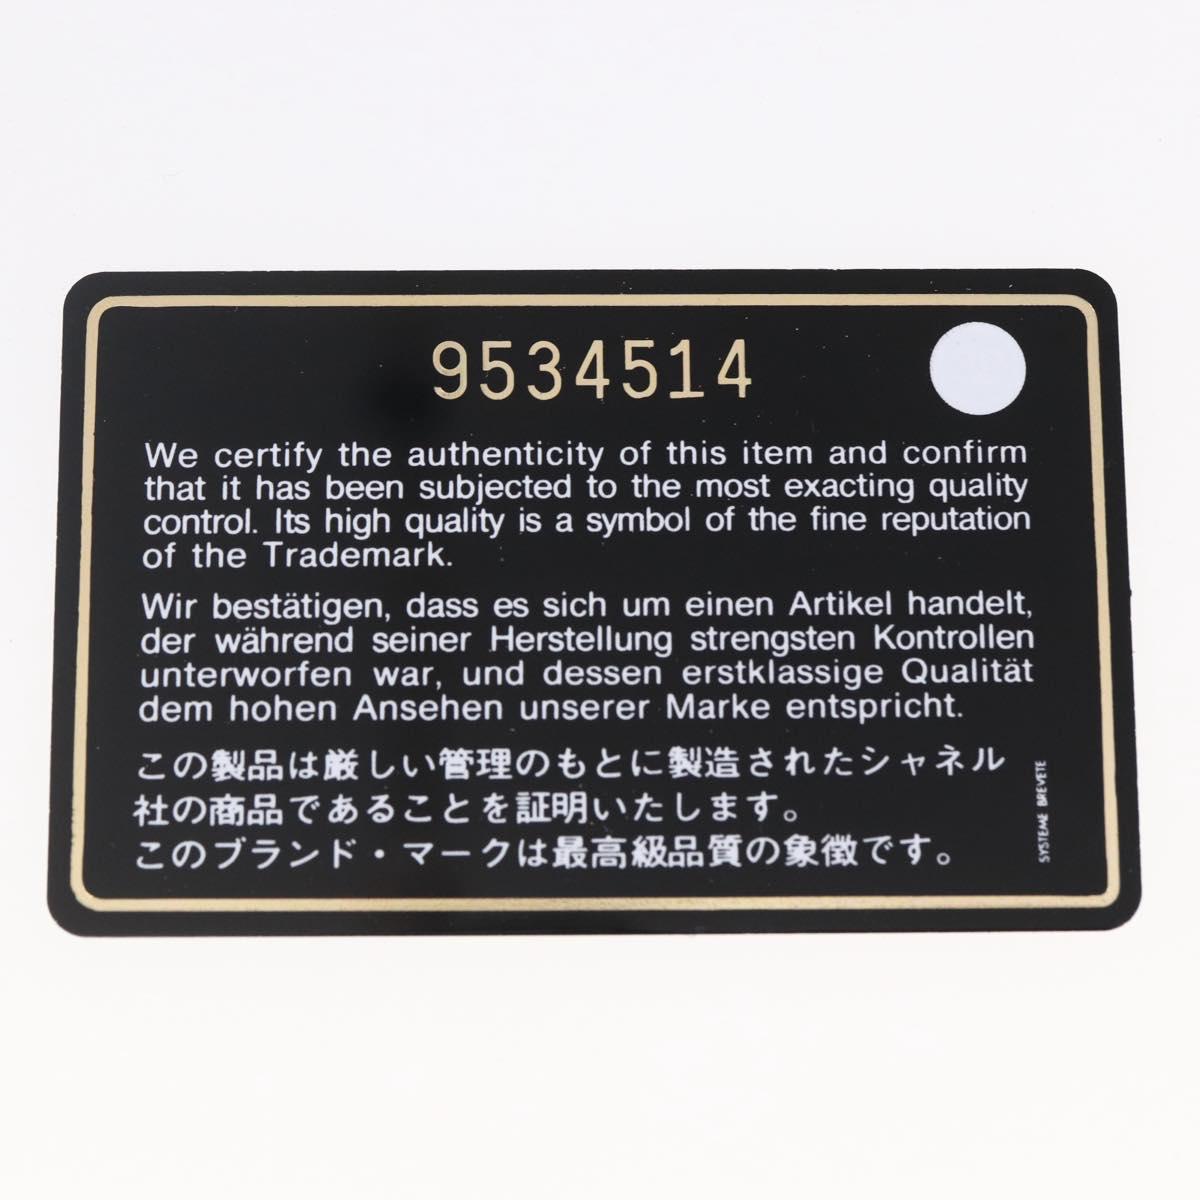 9534514
We certify the authenticity of this item and confirm
that it has been subjected to the most exacting quality
control. Its high quality is a symbol of the fine reputation
of the Trademark.
Wir bestätigen, dass es sich um einen Artikel handelt,
der während seiner Herstellung strengsten Kontrollen
unterworfen war, und dessen erstklassige Qualität
dem hohen Ansehen unserer Marke entspricht.
この製品は厳しい管理のもとに製造されたシャネル
社の商品であることを証明いたします。
このブランド・マークは最高級品質の象徴です。
SYSTEME BREVETE